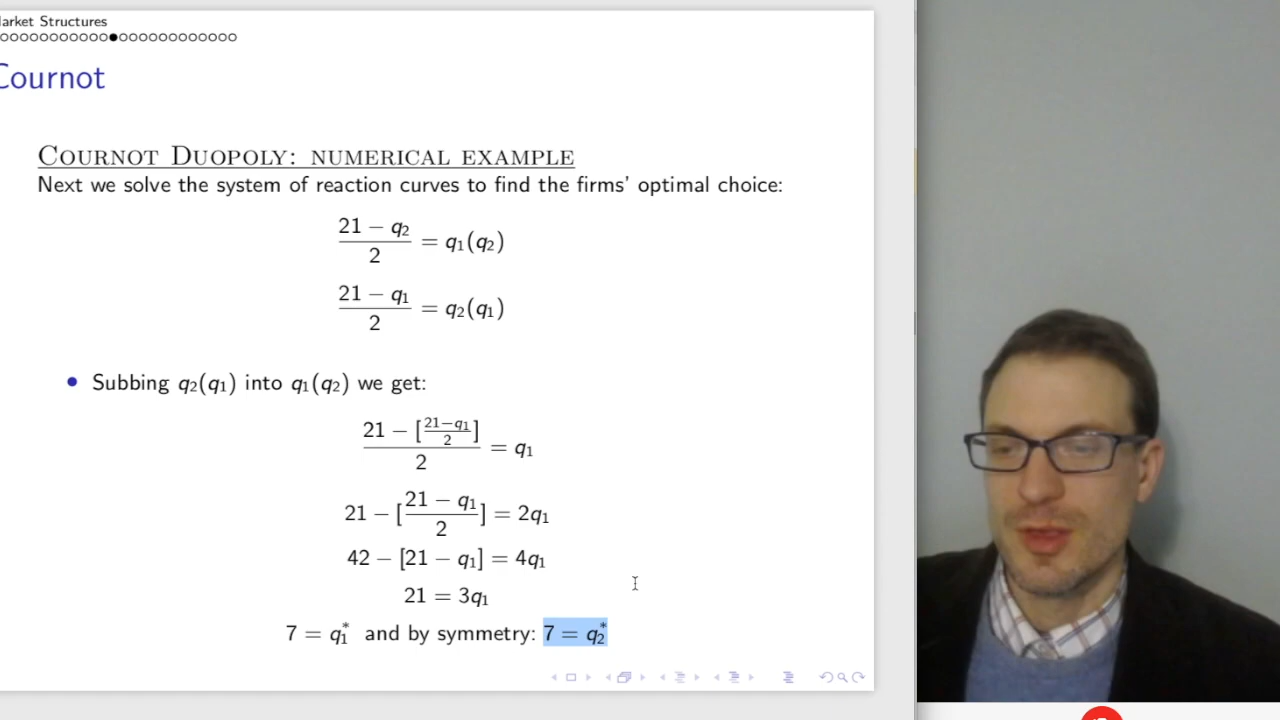 arket Structures
Cournot
COURNOT DUOPOLY: NUMERICAL EXAMPLE
Next we solve the system of reaction curves to find the firms' optimal choice:
(21 − q₂)/2 = q₁(q₂)
(21 − q₁)/2 = q₂(q₁)
• Subbing q₂(q₁) into q₁(q₂) we get:
(21 − [(21−q₁)/2])/2 = q₁
21 − [(21 − q₁)/2] = 2q₁
42 − [21 − q₁] = 4q₁
21 = 3q₁
7 = q₁* and by symmetry: 7 = q₂*